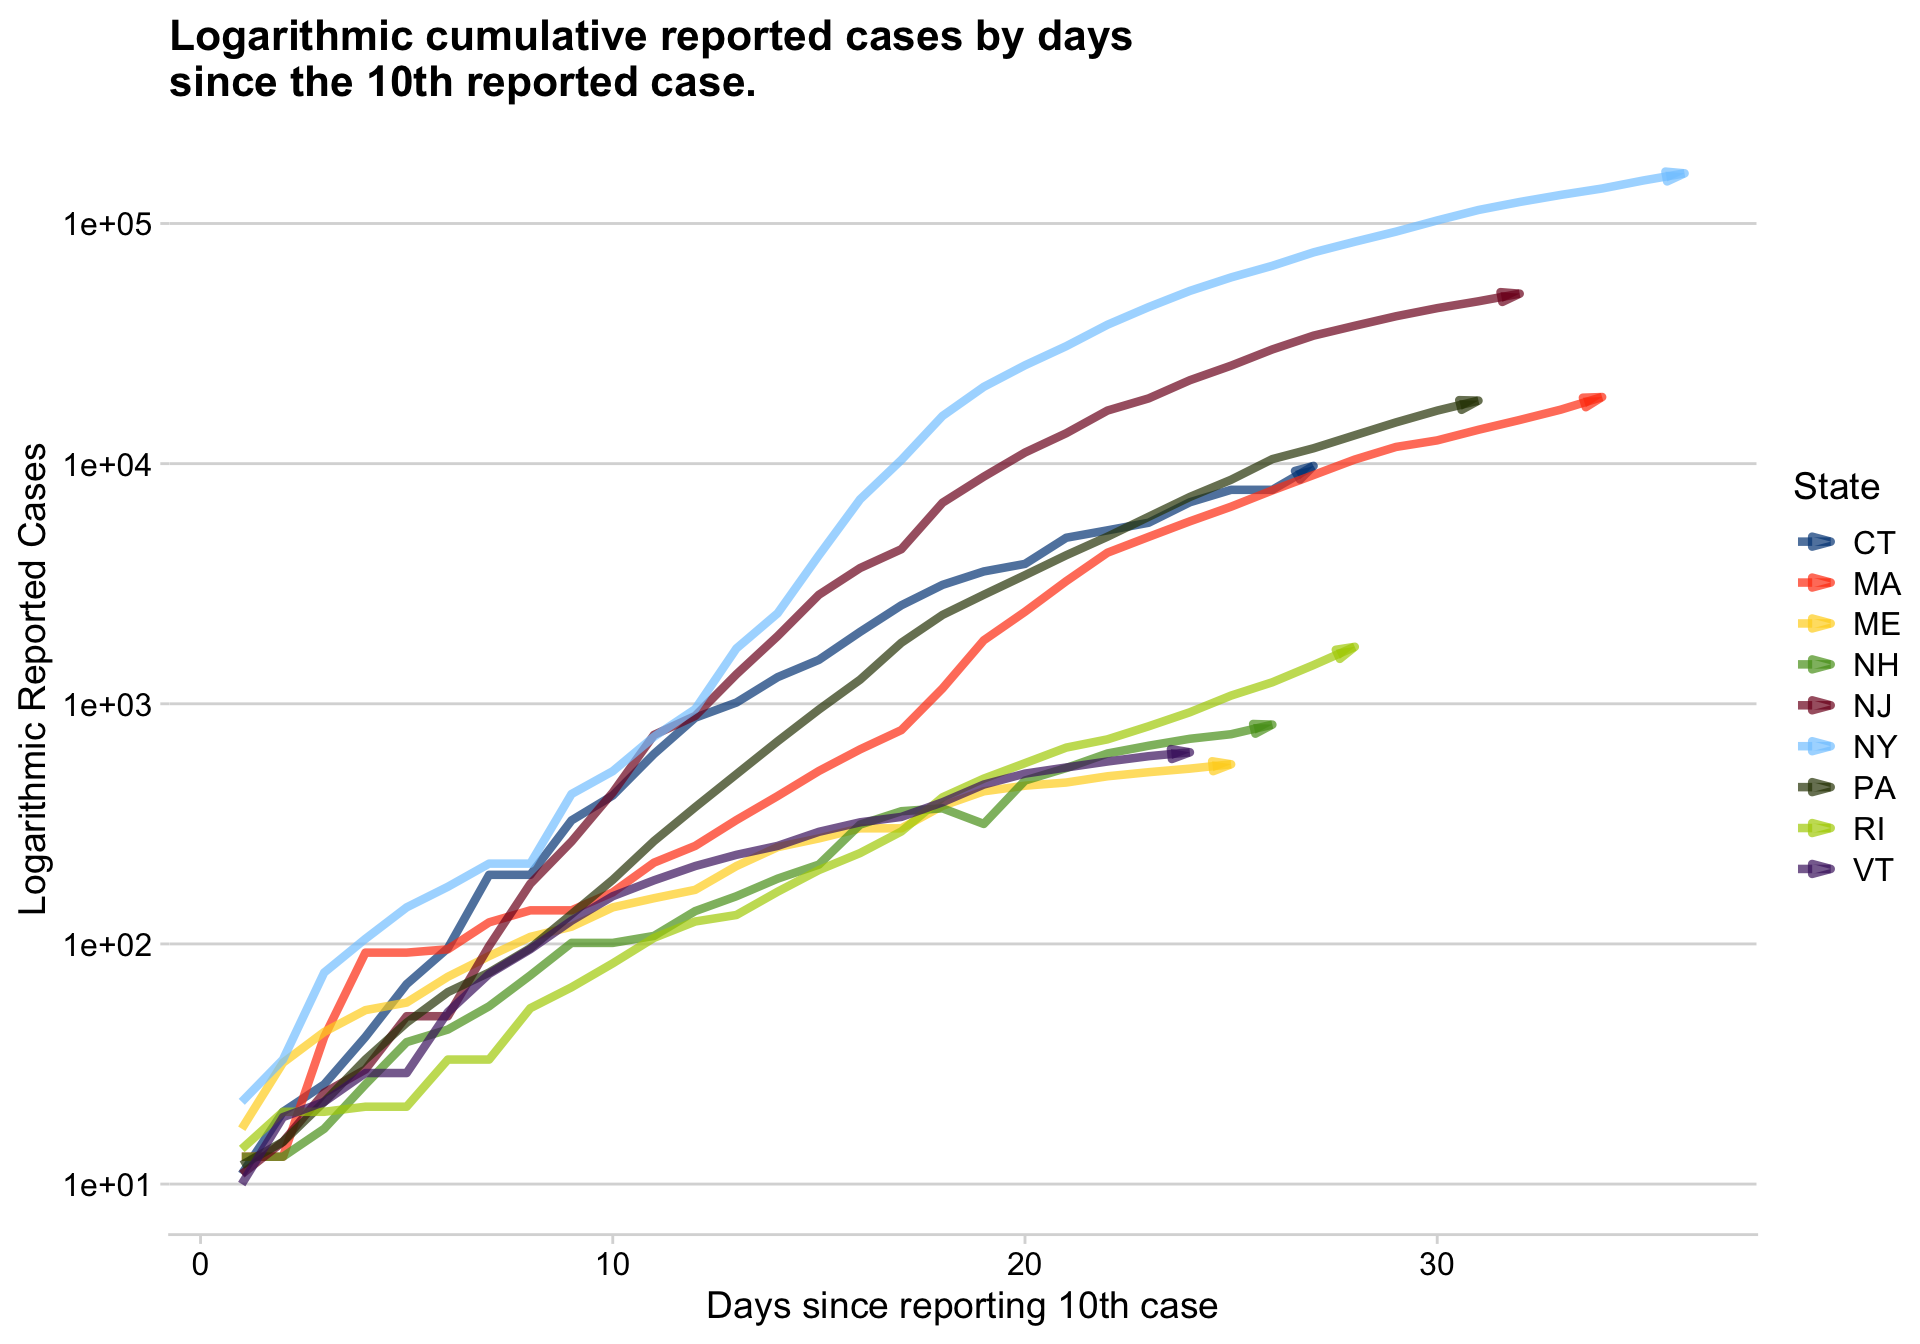 Logarithmic cumulative reported cases by days
since the 10th reported case.
1e+05
1e+04
1e+03
1e+02
1e+01
Logarithmic Reported Cases
0
10
20
30
Days since reporting 10th case
State
CT
MA
ME
NH
NJ
NY
PA
RI
VT